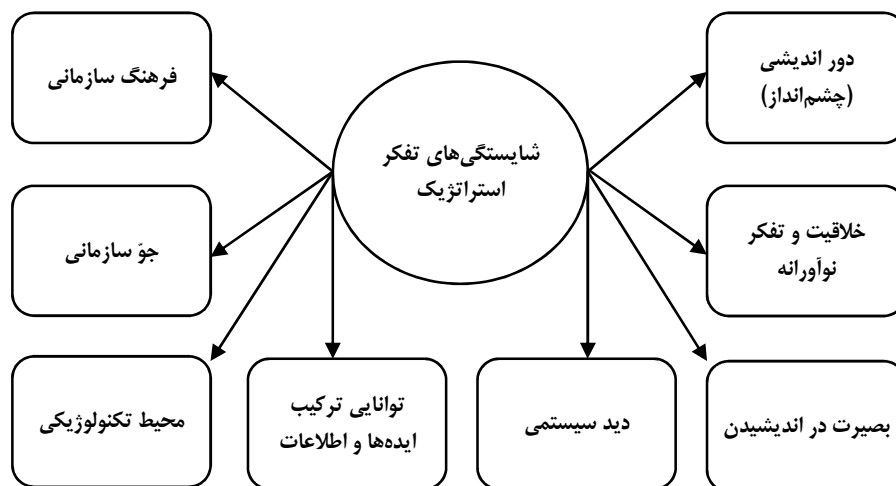 دور اندیشی
(چشم‌انداز)
فرهنگ سازمانی
شایستگی‌های تفکر
استراتژیک
خلاقیت و تفکر
نوآورانه
جوّ سازمانی
بصیرت در اندیشیدن
دید سیستمی
توانایی ترکیب
ایده‌ها و اطلاعات
محیط تکنولوژیکی